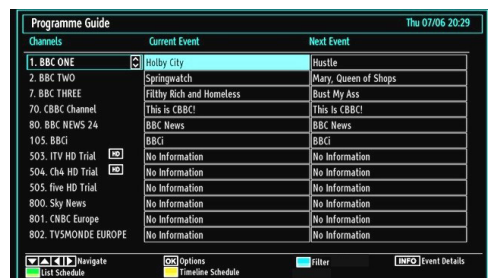 Programme Guide Thu 07/06 20:29
Channels Current Event Next Event
1. BBC ONE Holby City Hustle
2. BBC TWO Springwatch Mary, Queen of Shops
7. BBC THREE Filthy Rich and Homeless Bust My Ass
70. CBBC Channel This is CBBC! This Is CBBC!
80. BBC NEWS 24 BBC News BBC News
105. BBCi BBCi BBCi
503. ITV HD Trial HD No Information No Information
504. Ch4 HD Trial HD No Information No Information
505. five HD Trial No Information No Information
800. Sky News No Information No Information
801. CNBC Europe No Information No Information
802. TV5MONDE EUROPE No Information No Information
Navigate OK Options Filter INFO Event Details
List Schedule Timeline Schedule